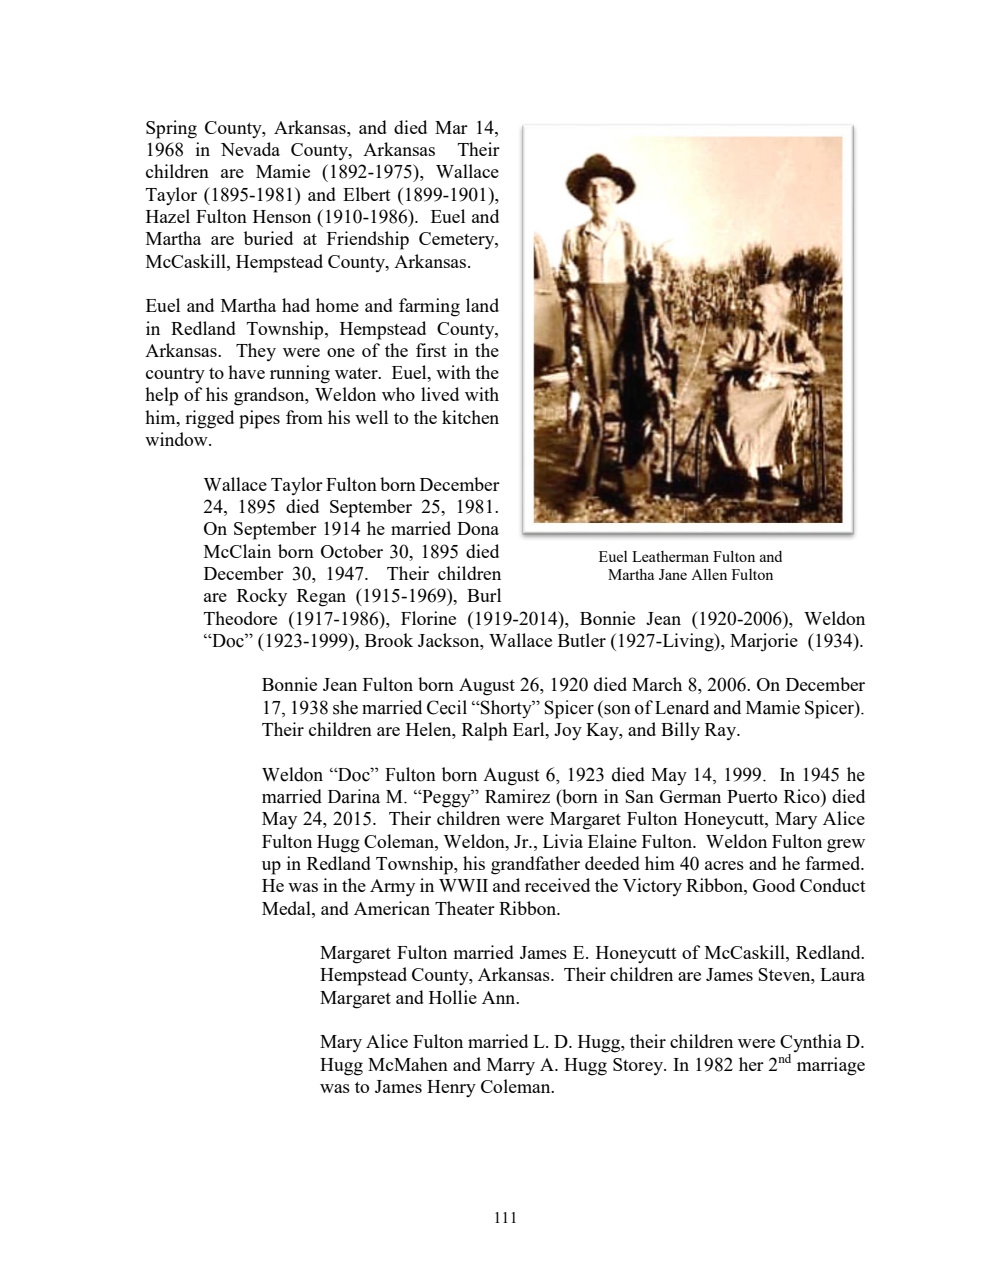 Spring County, Arkansas, and died Mar 14,
1968 in Nevada County, Arkansas Their
children are Mamie (1892-1975), Wallace
Taylor (1895-1981) and Elbert (1899-1901),
Hazel Fulton Henson (1910-1986). Euel and
Martha are buried at Friendship Cemetery,
McCaskill, Hempstead County, Arkansas.
Euel and Martha had home and farming land
in Redland Township, Hempstead County,
Arkansas. They were one of the first in the
country to have running water. Euel, with the
help of his grandson, Weldon who lived with
him, rigged pipes from his well to the kitchen
window.
Euel Leatherman Fulton and
Martha Jane Allen Fulton
Wallace Taylor Fulton born December
24, 1895 died September 25, 1981.
On September 1914 he married Dona
McClain born October 30, 1895 died
December 30, 1947. Their children
are Rocky Regan (1915-1969), Burl
Theodore (1917-1986), Florine (1919-2014), Bonnie Jean (1920-2006), Weldon
“Doc” (1923-1999), Brook Jackson, Wallace Butler (1927-Living), Marjorie (1934).
Bonnie Jean Fulton born August 26, 1920 died March 8, 2006. On December
17, 1938 she married Cecil “Shorty” Spicer (son of Lenard and Mamie Spicer).
Their children are Helen, Ralph Earl, Joy Kay, and Billy Ray.
Weldon “Doc” Fulton born August 6, 1923 died May 14, 1999. In 1945 he
married Darina M. “Peggy” Ramirez (born in San German Puerto Rico) died
May 24, 2015. Their children were Margaret Fulton Honeycutt, Mary Alice
Fulton Hugg Coleman, Weldon, Jr., Livia Elaine Fulton. Weldon Fulton grew
up in Redland Township, his grandfather deeded him 40 acres and he farmed.
He was in the Army in WWII and received the Victory Ribbon, Good Conduct
Medal, and American Theater Ribbon.
Margaret Fulton married James E. Honeycutt of McCaskill, Redland.
Hempstead County, Arkansas. Their children are James Steven, Laura
Margaret and Hollie Ann.
Mary Alice Fulton married L. D. Hugg, their children were Cynthia D.
Hugg McMahen and Marry A. Hugg Storey. In 1982 her 2nd marriage
was to James Henry Coleman.
111